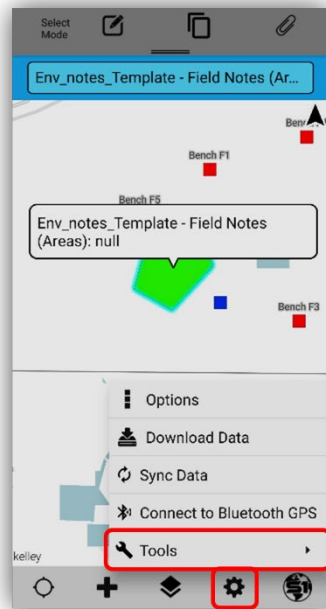 Select
Mode
Env_notes_Template - Field Notes (Ar...
Bench F1
Bench F5
Env_notes_Template - Field Notes
(Areas): null
Bench F3
Options
Download Data
Sync Data
Connect to Bluetooth GPS
Tools
kelley